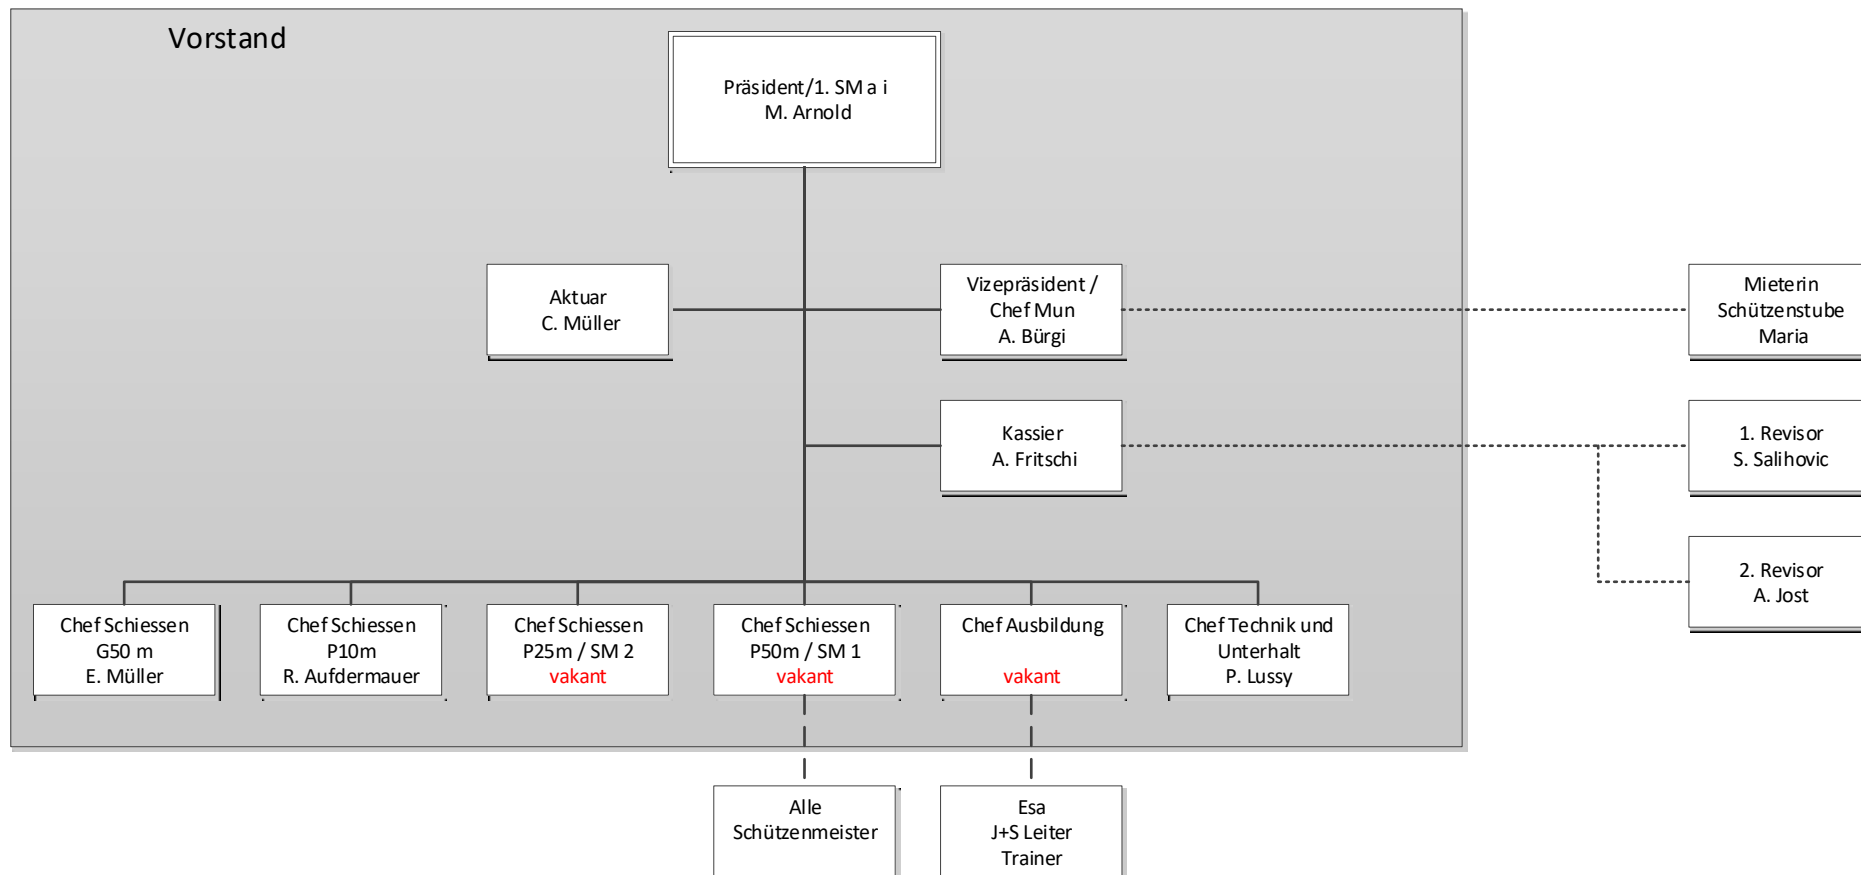 Vorstand
Präsident/1. SM a i
M. Arnold
Aktuar
C. Müller
Vizepräsident /
Chef Mun
A. Bürgi
Mieterin
Schützenstube
Maria
Kassier
A. Fritschi
1. Revisor
S. Salihovic
2. Revisor
A. Jost
Chef Schiessen
G50 m
E. Müller
Chef Schiessen
P10m
R. Aufdermauer
Chef Schiessen
P25m / SM 2
vakant
Chef Schiessen
P50m / SM 1
vakant
Chef Ausbildung
vakant
Chef Technik und
Unterhalt
P. Lussy
Alle
Schützenmeister
Esa
J+S Leiter
Trainer